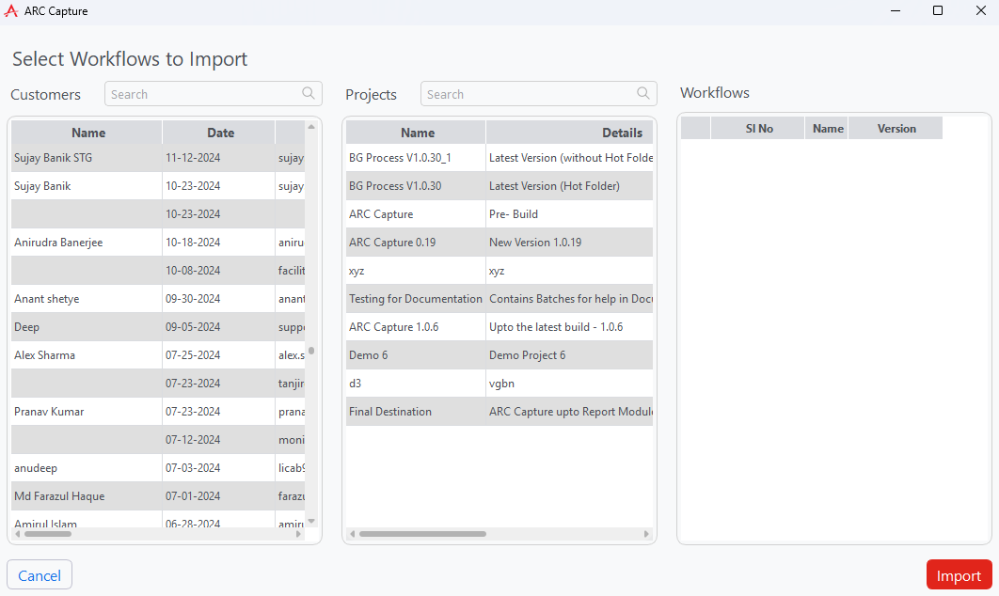 ARC Capture
Select Workflows to Import
Customers
Search
Name Date
Sujay Banik STG 11-12-2024 sujay
Sujay Banik 10-23-2024 sujay
10-23-2024
Anirudra Banerjee 10-18-2024 aniru
10-08-2024 facilit
Anant shetye 09-30-2024 anant
Deep 09-05-2024 supp
Alex Sharma 07-25-2024 alex.s
07-23-2024 tanjir
Pranav Kumar 07-23-2024 prana
07-12-2024 moni
anudeep 07-03-2024 licab9
Md Farazul Haque 07-01-2024 farazu
Amirul Islam 06-28-2024 amiru
Projects
Search
Name Details
BG Process V1.0.30_1 Latest Version (without Hot Folde
BG Process V1.0.30 Latest Version (Hot Folder)
ARC Capture Pre- Build
ARC Capture 0.19 New Version 1.0.19
xyz xyz
Testing for Documentation Contains Batches for help in Docu
ARC Capture 1.0.6 Upto the latest build - 1.0.6
Demo 6 Demo Project 6
d3 vgbn
Final Destination ARC Capture upto Report Module
Workflows
Sl No Name Version
Cancel
Import